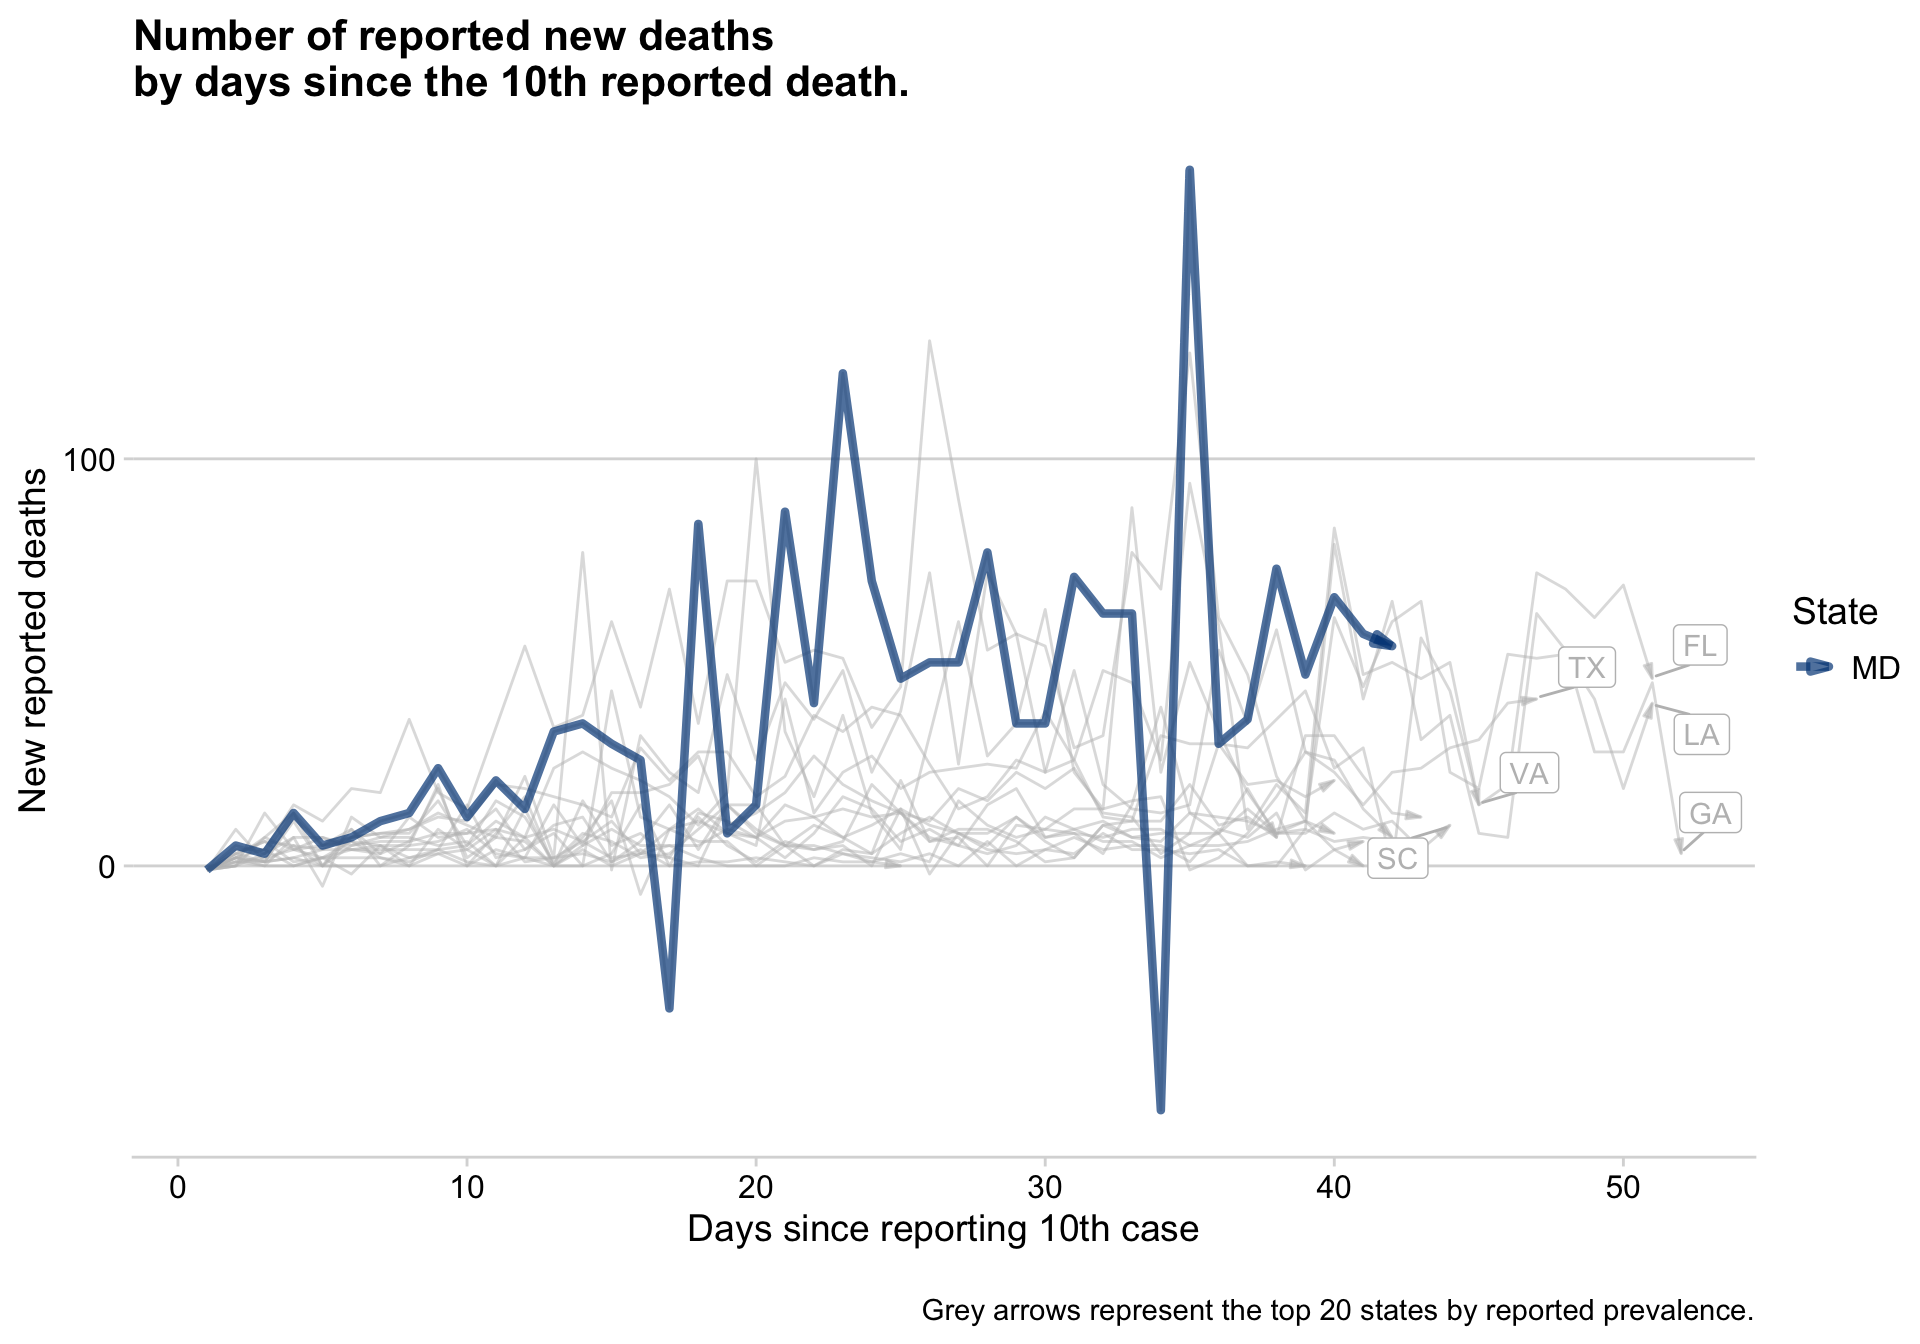 Number of reported new deaths
by days since the 10th reported death.
New reported deaths
100
0
FL
TX
LA
VA
GA
SC
State
MD
0 10 20 30 40 50
Days since reporting 10th case
Grey arrows represent the top 20 states by reported prevalence.